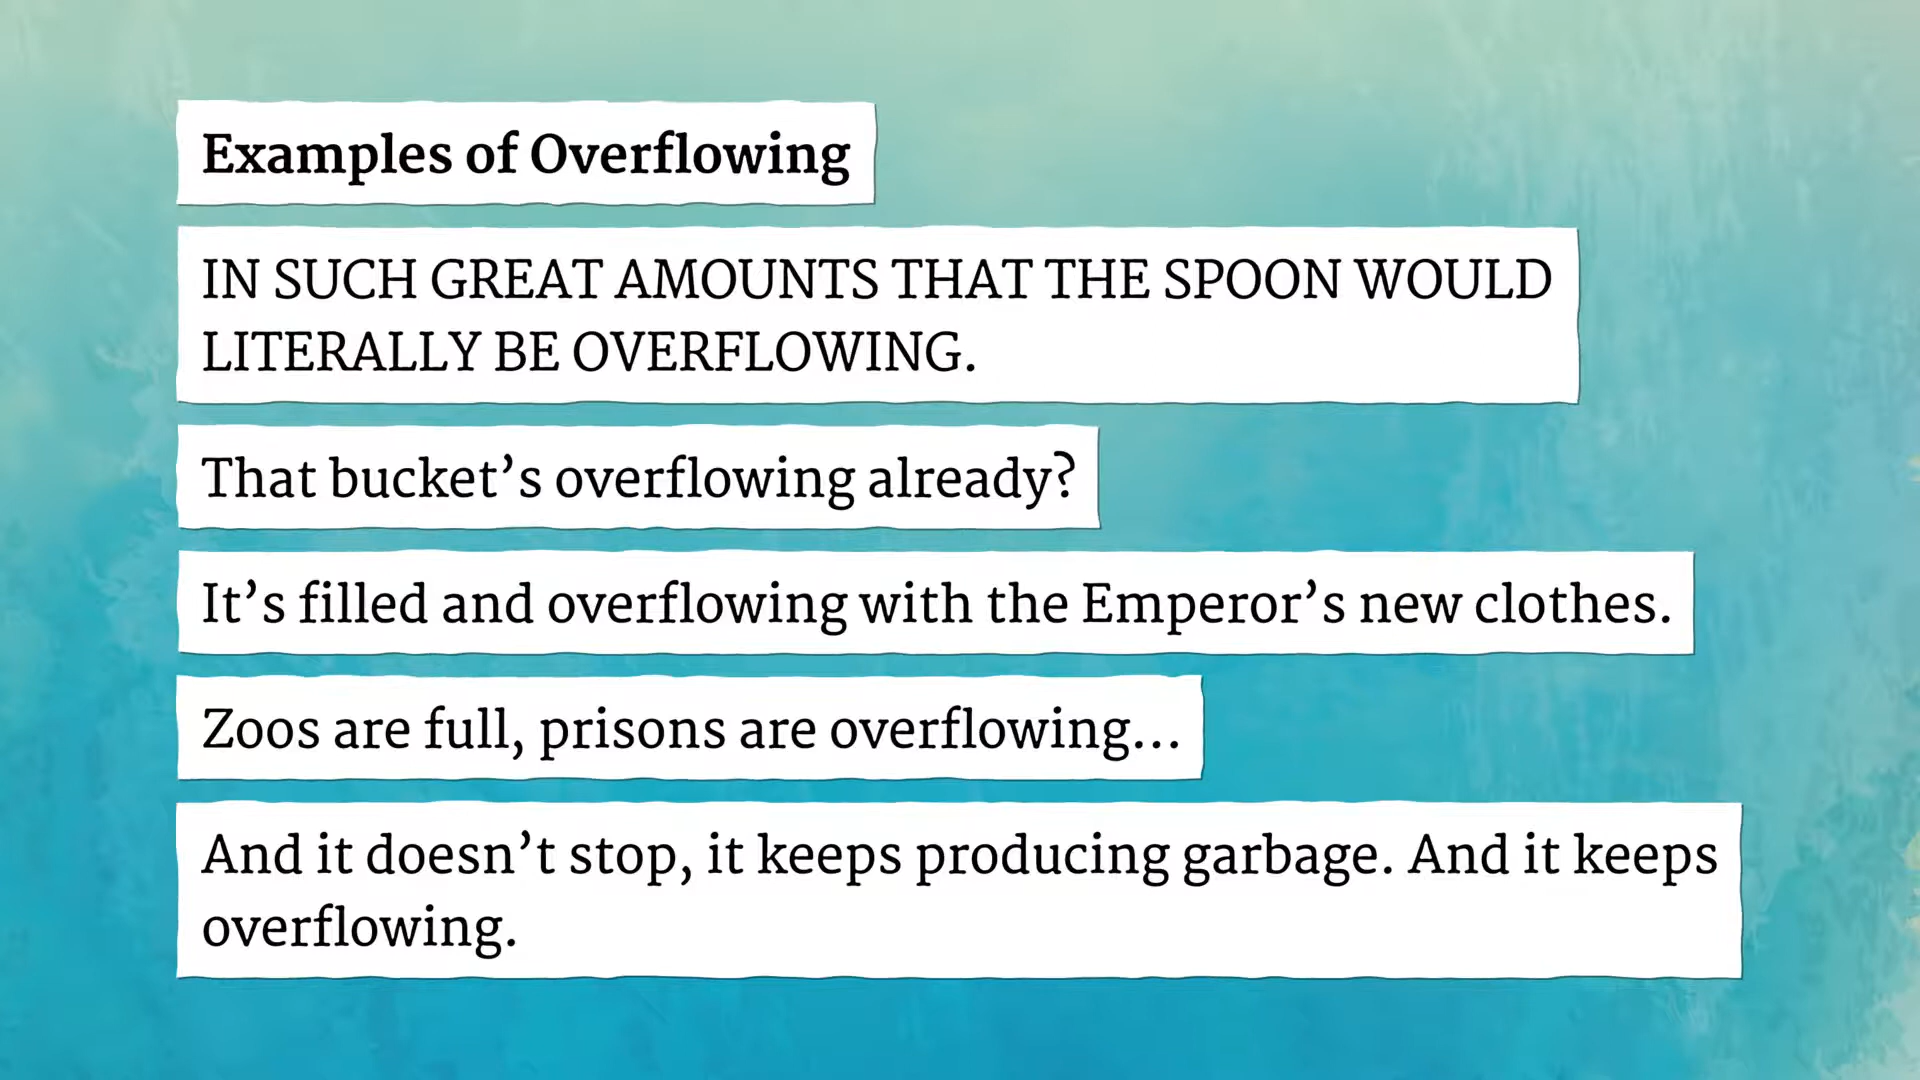 Examples of Overflowing
IN SUCH GREAT AMOUNTS THAT THE SPOON WOULD
LITERALLY BE OVERFLOWING.
That bucket’s overflowing already?
It’s filled and overflowing with the Emperor’s new clothes.
Zoos are full, prisons are overflowing…
And it doesn’t stop, it keeps producing garbage. And it keeps
overflowing.